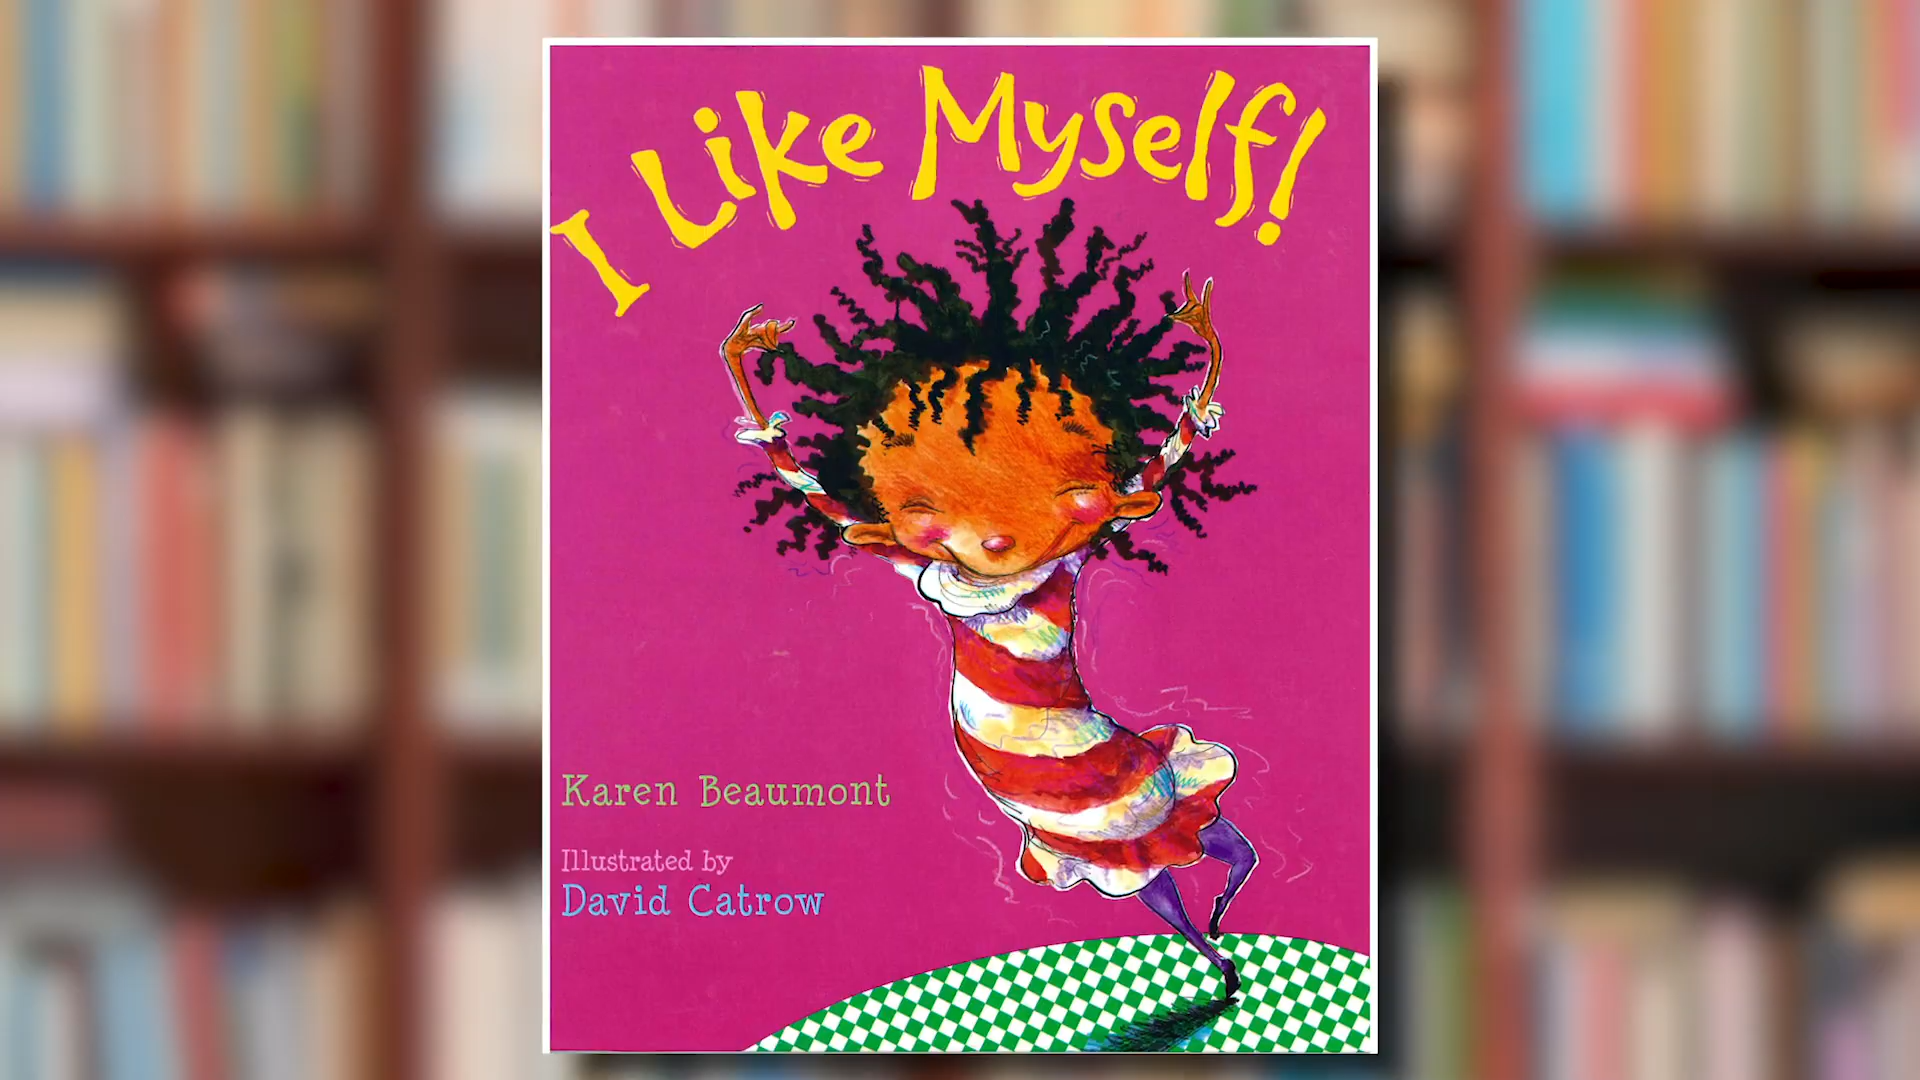 I Like Myself!
Karen Beaumont
Illustrated by
David Catrow